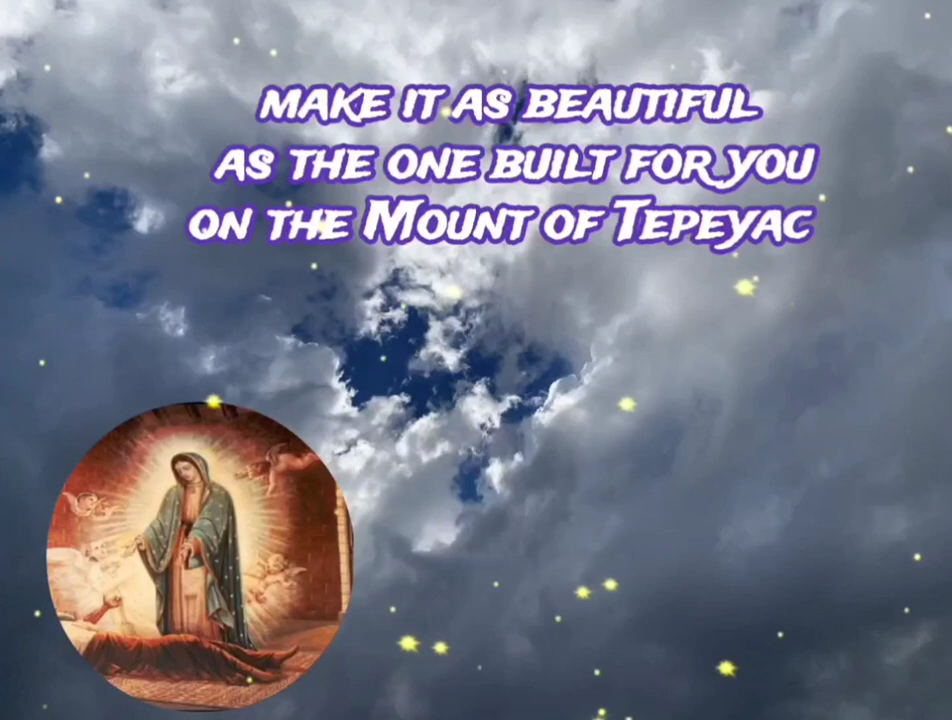 MAKE IT AS BEAUTIFUL
AS THE ONE BUILT FOR YOU
ON THE MOUNT OF TEPEYAC